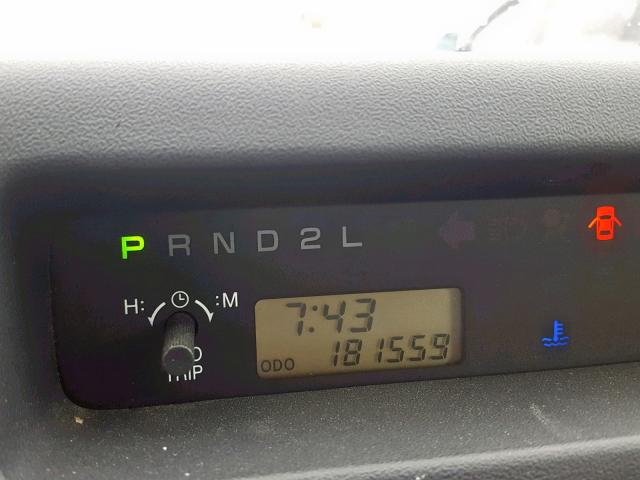 P R N D 2 L
H: :M
7:43
ODO 181559
TRIP